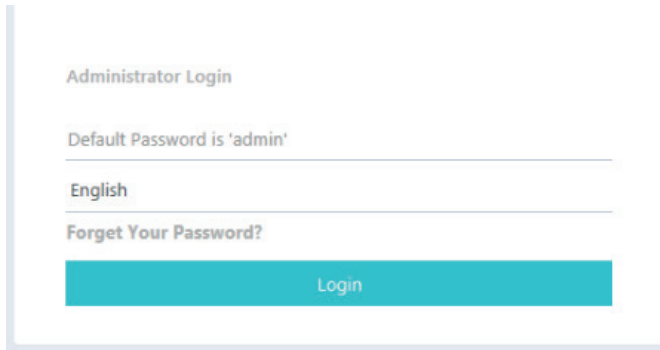 Administrator Login
Default Password is 'admin'
English
Forget Your Password?
Login